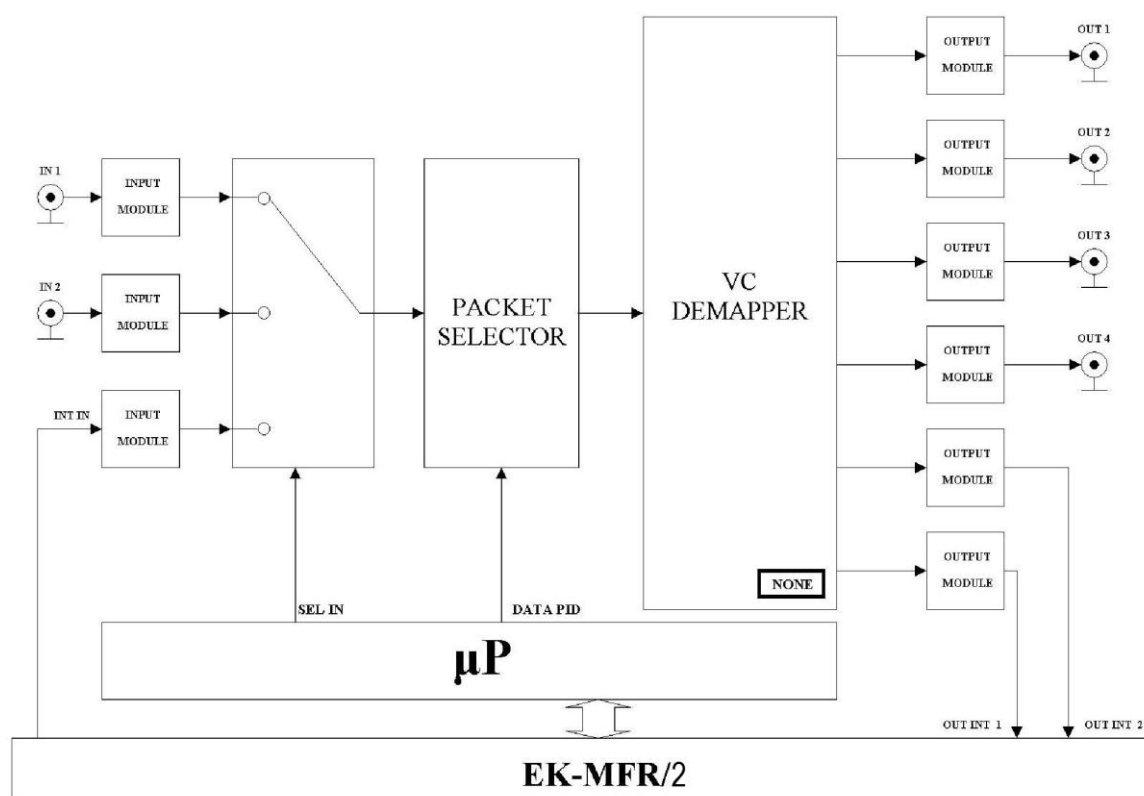 OUT 1
OUTPUT
MODULE
OUT 2
OUTPUT
MODULE
IN 1
INPUT
MODULE
OUT 3
OUTPUT
MODULE
IN 2
INPUT
MODULE
PACKET
SELECTOR
VC
DEMAPPER
OUT 4
OUTPUT
MODULE
INT IN
INPUT
MODULE
OUTPUT
MODULE
OUTPUT
MODULE
NONE
SEL IN
DATA PID
µP
OUT INT 1
OUT INT 2
EK-MFR/2